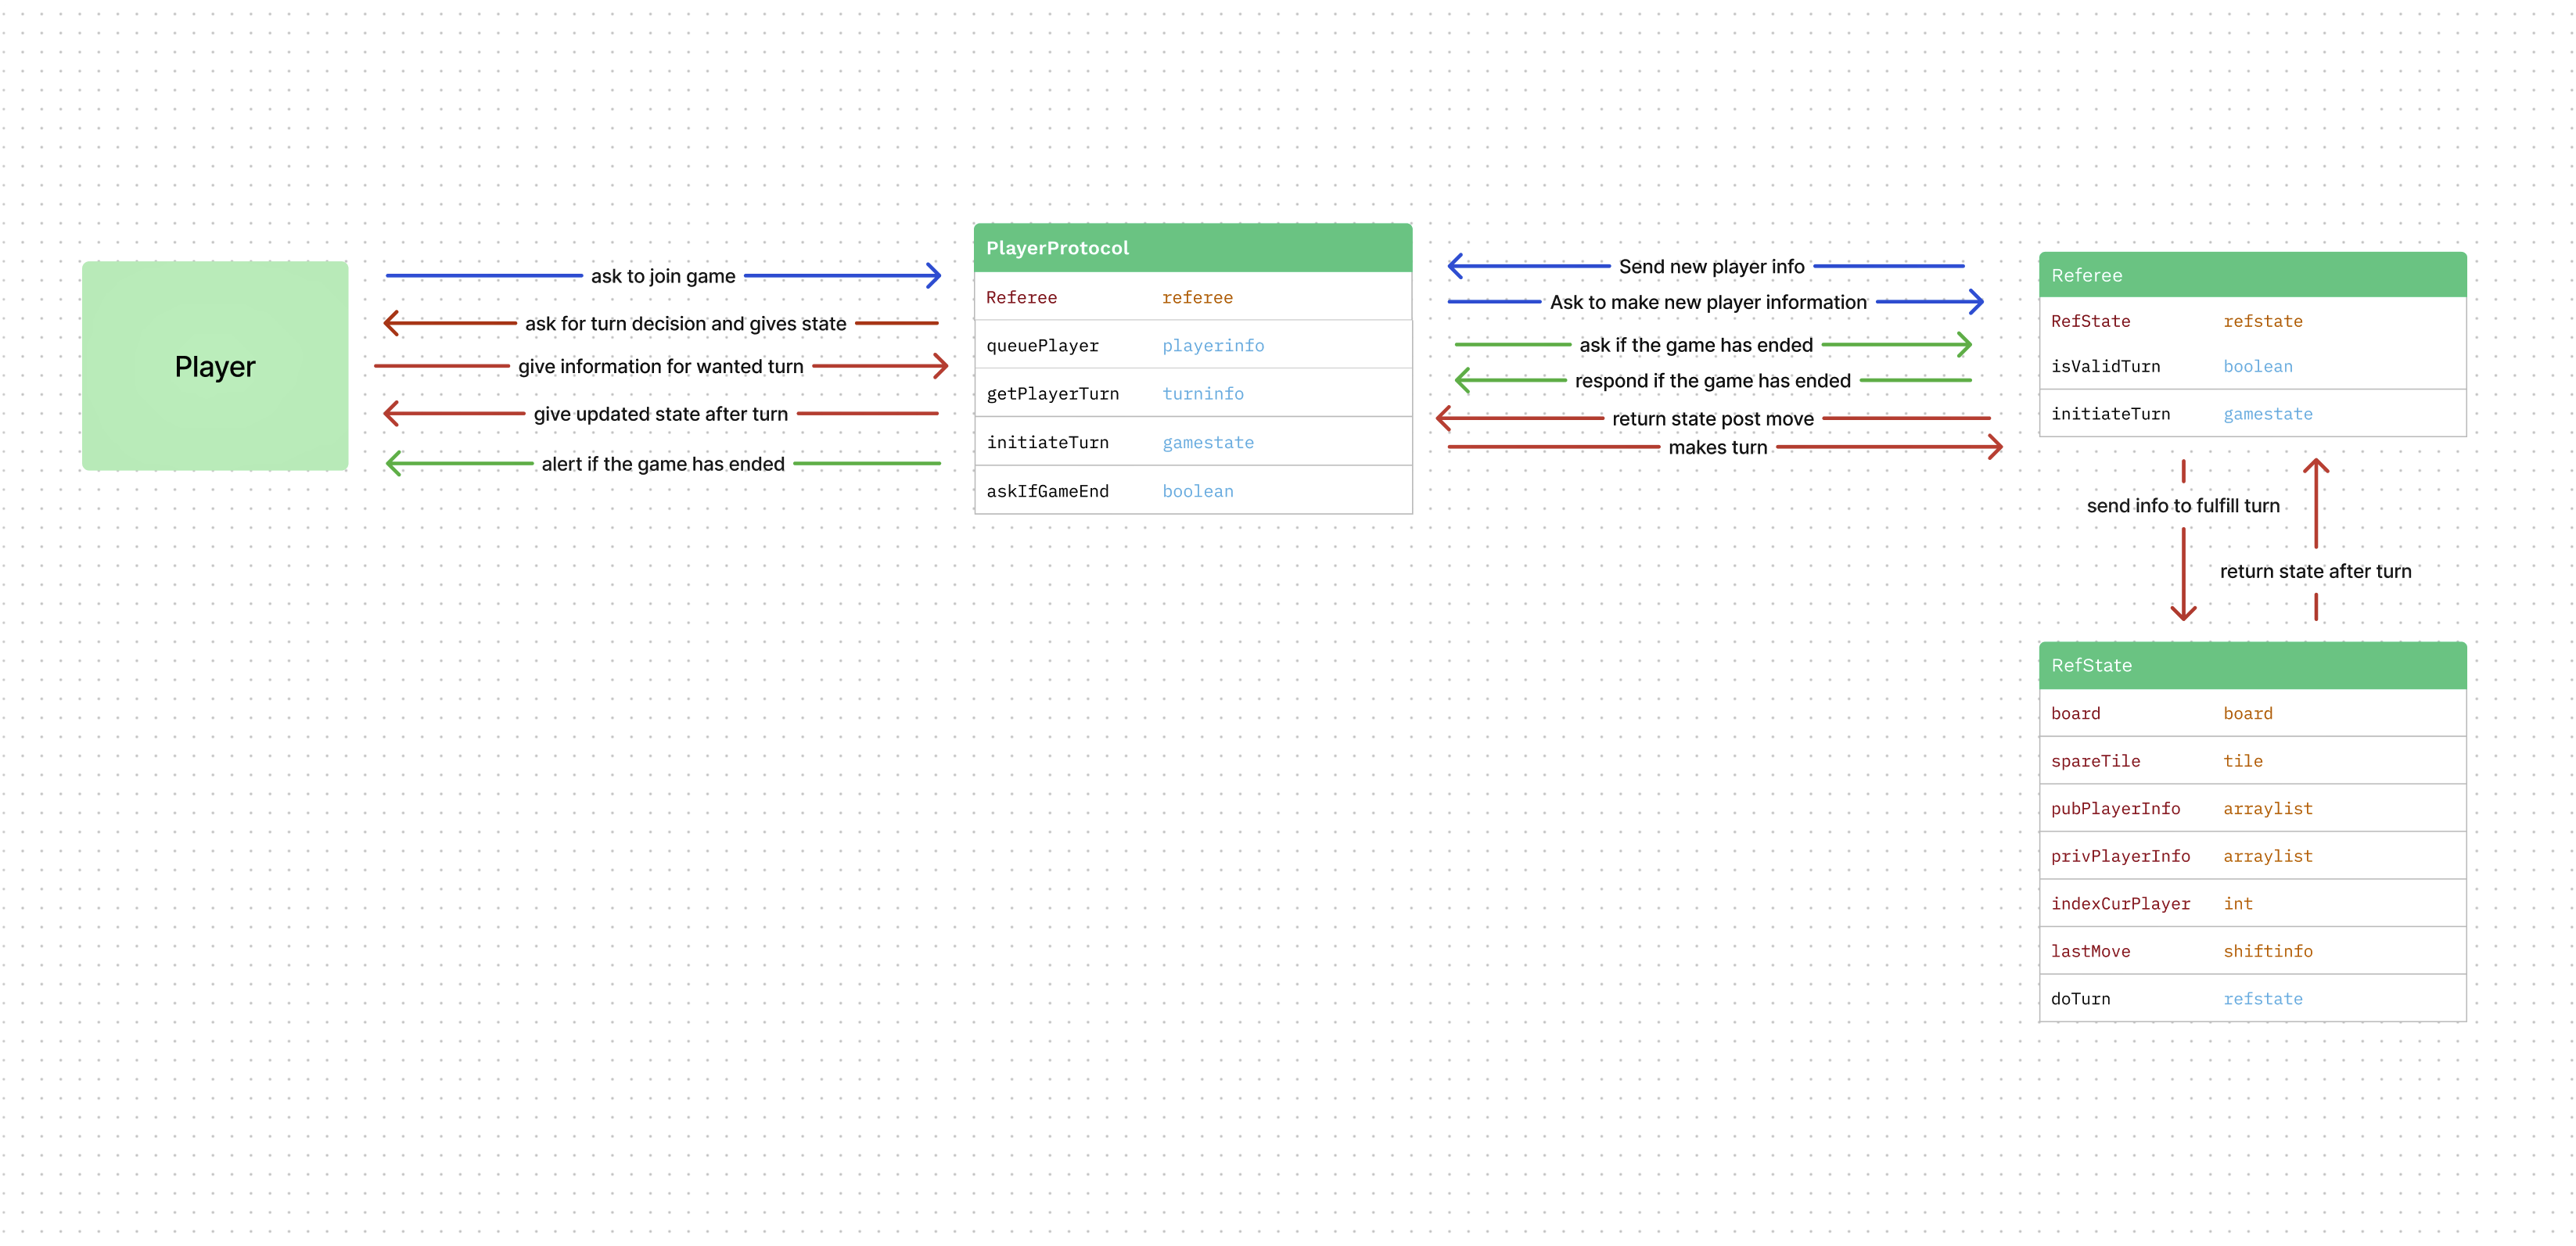 Player
ask to join game
ask for turn decision and gives state
give information for wanted turn
give updated state after turn
alert if the game has ended
PlayerProtocol
Referee referee
queuePlayer playerinfo
getPlayerTurn turninfo
initiateTurn gamestate
askIfGameEnd boolean
Send new player info
Ask to make new player information
ask if the game has ended
respond if the game has ended
return state post move
makes turn
Referee
RefState refstate
isValidTurn boolean
initiateTurn gamestate
send info to fulfill turn
return state after turn
RefState
board board
spareTile tile
pubPlayerInfo arraylist
privPlayerInfo arraylist
indexCurPlayer int
lastMove shiftinfo
doTurn refstate